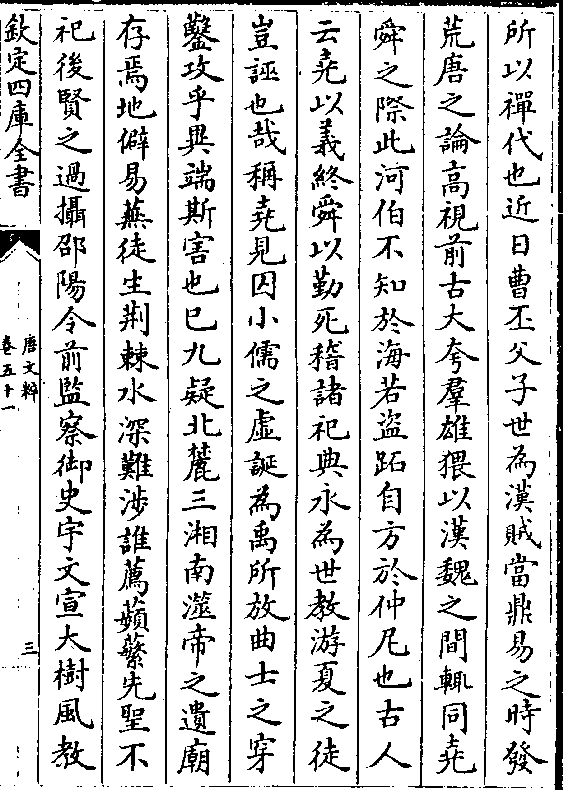 所以禪代也近日曹丕父子世為漢賊當鼎易之時發
荒唐之論高視前古大夸羣雄猥以漢魏之間輒同堯
舜之際此河伯不知於海若盜跖自方於仲尼也古人
云堯以義終舜以勤死稽諸祀典永為世教游夏之徒
豈誣也哉稱堯見囚小儒之虛誕為禹所放曲士之穿
鑿攻乎異端斯害也已九疑北麓三湘南澨帝之遺廟
存焉地僻易蕪徒生荆棘水深難涉誰薦蘋蘩先聖不
祀後賢之過攝邵陽令前監察御史宇文宣大樹風教
欽定四庫全書
唐文粹
卷五十一
三